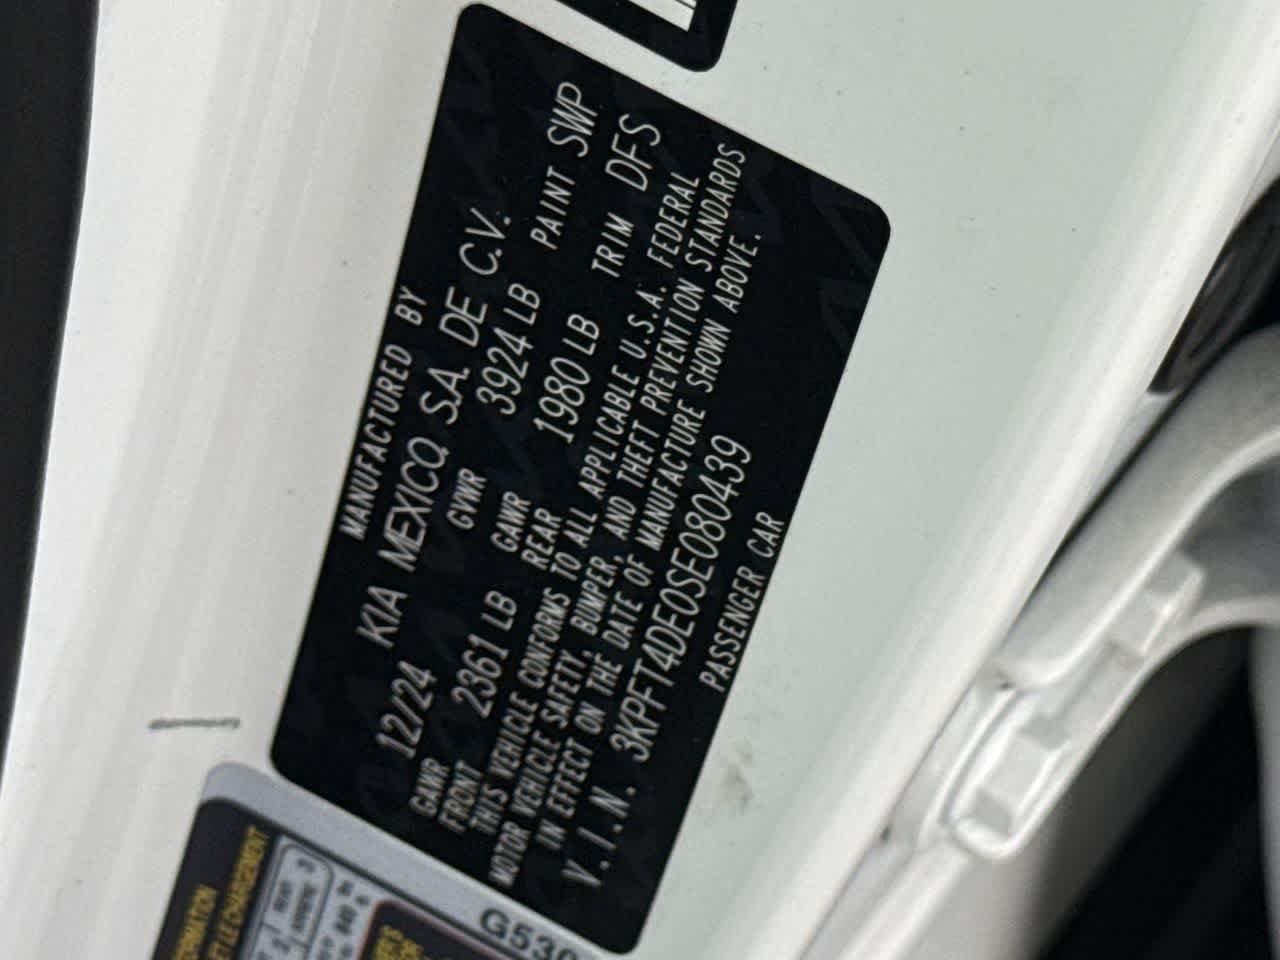 MANUFACTURED BY
12/24 KIA MEXICO, S.A. DE C.V.
GAWR FRONT 2361 LB GVWR 3924 LB PAINT SWP
GAWR REAR 1980 LB TRIM DFS
THIS VEHICLE CONFORMS TO ALL APPLICABLE U.S.A. FEDERAL
MOTOR VEHICLE SAFETY, BUMPER, AND THEFT PREVENTION STANDARDS
IN EFFECT ON THE DATE OF MANUFACTURE SHOWN ABOVE.
V.I.N. 3KPFT4DE0SE080439
PASSENGER CAR
G530